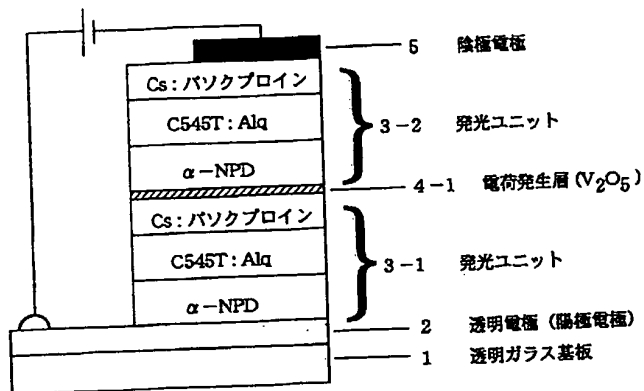 5 陰極電極
Cs:バソクプロイン
C545T:Alq
3-2 発光ユニット
α-NPD
4-1 電荷発生層(V₂O₅)
Cs:バソクプロイン
C545T:Alq
3-1 発光ユニット
α-NPD
2 透明電極(陽極電極)
1 透明ガラス基板